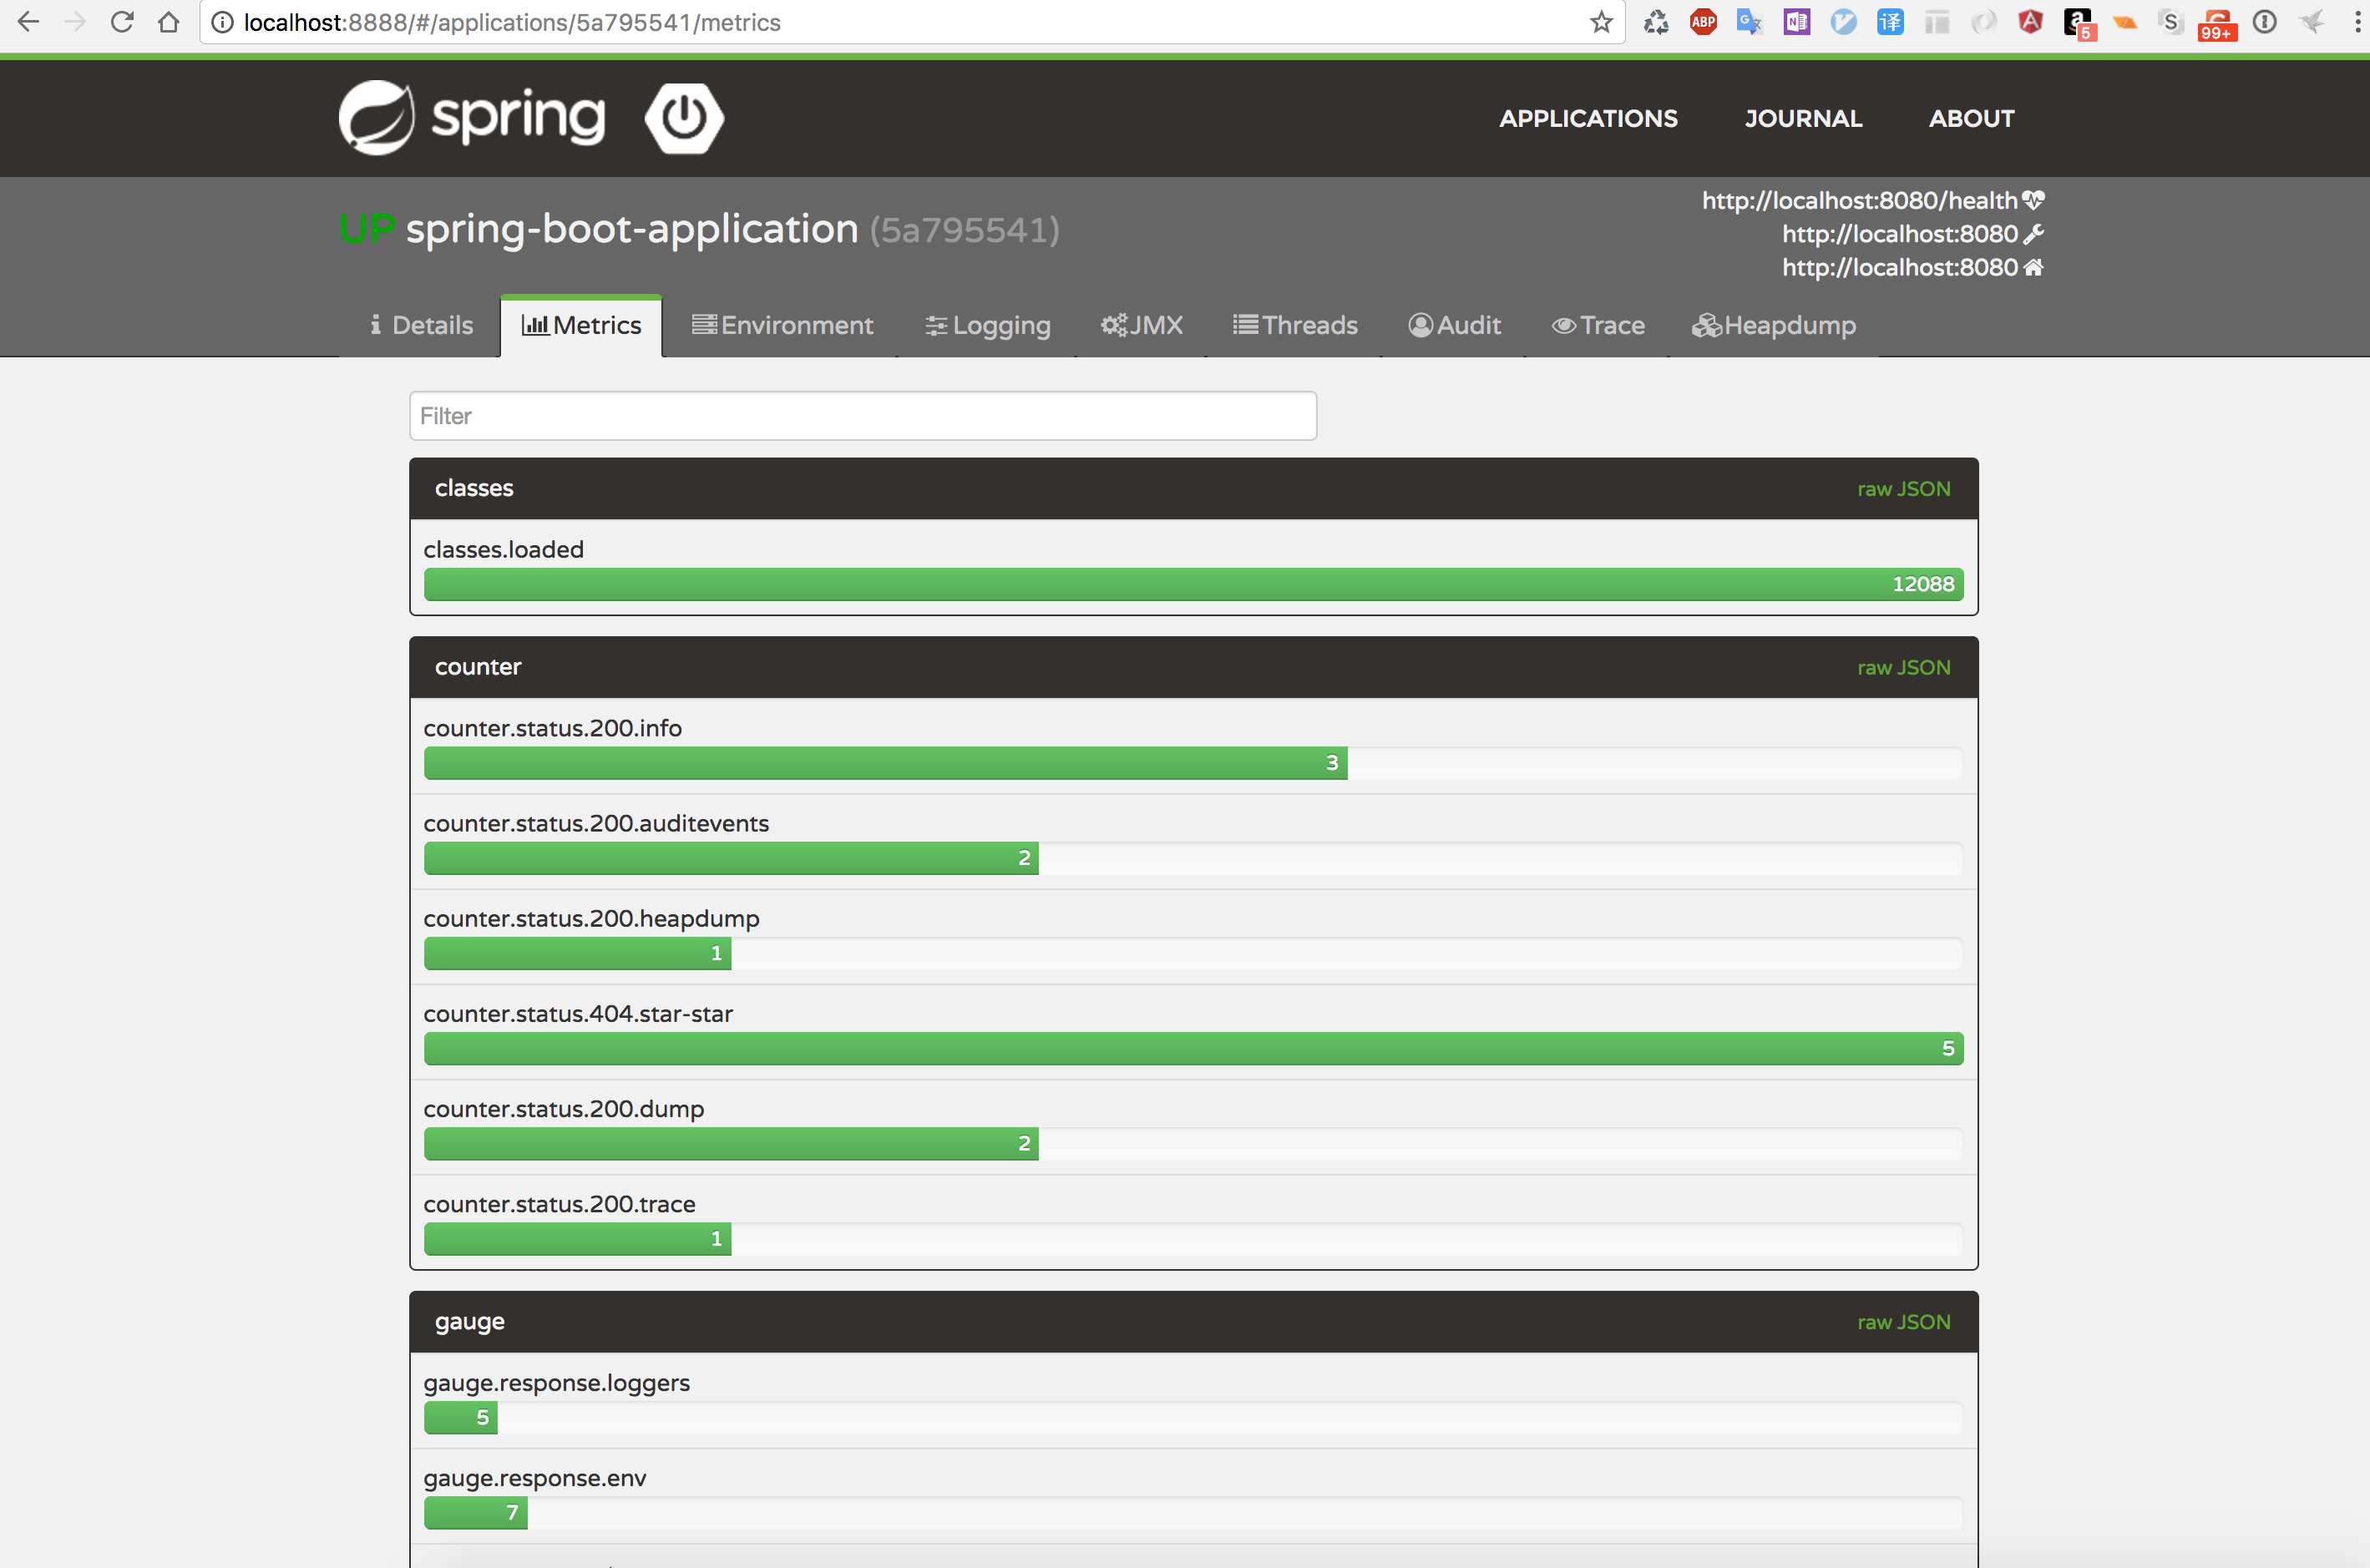 localhost:8888/#/applications/5a795541/metrics
ABP
G
N
译
a
5
S
99+
spring
APPLICATIONS JOURNAL ABOUT
http://localhost:8080/health
UP spring-boot-application (5a795541)
http://localhost:8080
http://localhost:8080
Details Metrics Environment Logging JMX Threads Audit Trace Heapdump
Filter
classes raw JSON
classes.loaded
12088
counter raw JSON
counter.status.200.info
3
counter.status.200.auditevents
2
counter.status.200.heapdump
1
counter.status.404.star-star
5
counter.status.200.dump
2
counter.status.200.trace
1
gauge raw JSON
gauge.response.loggers
5
gauge.response.env
7